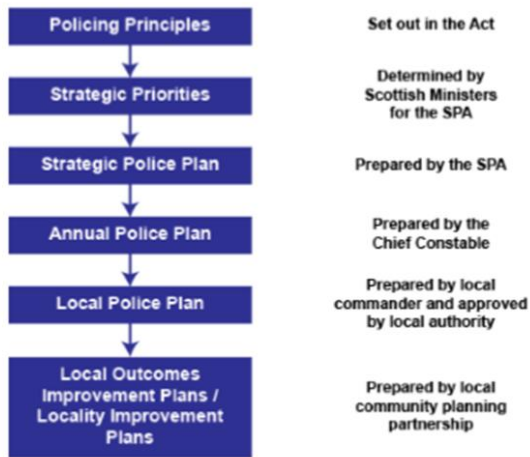 Policing Principles
Set out in the Act
Strategic Priorities
Determined by
Scottish Ministers
for the SPA
Strategic Police Plan
Prepared by the SPA
Annual Police Plan
Prepared by the
Chief Constable
Local Police Plan
Prepared by local
commander and approved
by local authority
Local Outcomes
Improvement Plans /
Locality Improvement
Plans
Prepared by local
community planning
partnership